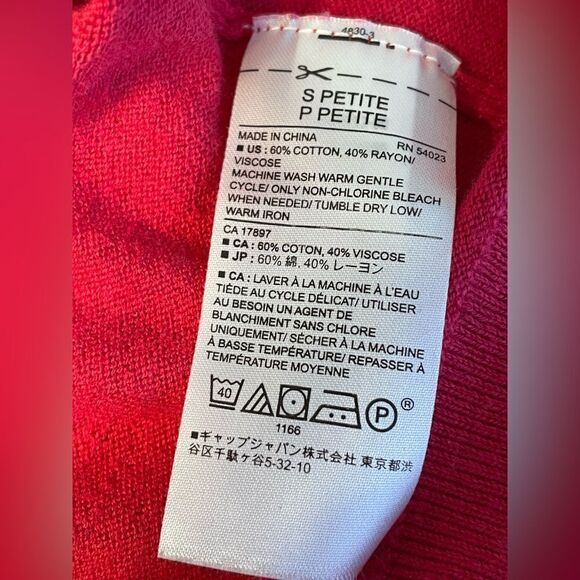 4830-3
S PETITE
P PETITE
MADE IN CHINA RN 54023
■ US : 60% COTTON, 40% RAYON/
VISCOSE
MACHINE WASH WARM GENTLE
CYCLE/ ONLY NON-CHLORINE BLEACH
WHEN NEEDED/ TUMBLE DRY LOW/
WARM IRON
CA 17897
■ CA : 60% COTON, 40% VISCOSE
■ JP : 60% 綿, 40% レーヨン
■ CA : LAVER À LA MACHINE À L'EAU
TIÈDE AU CYCLE DÉLICAT/ UTILISER
AU BESOIN UN AGENT DE
BLANCHIMENT SANS CHLORE
UNIQUEMENT/ SÉCHER À LA MACHINE
À BASSE TEMPÉRATURE/ REPASSER À
TEMPÉRATURE MOYENNE
40 P ®
1166
■ギャップジャパン株式会社 東京都渋
谷区千駄ヶ谷5-32-10